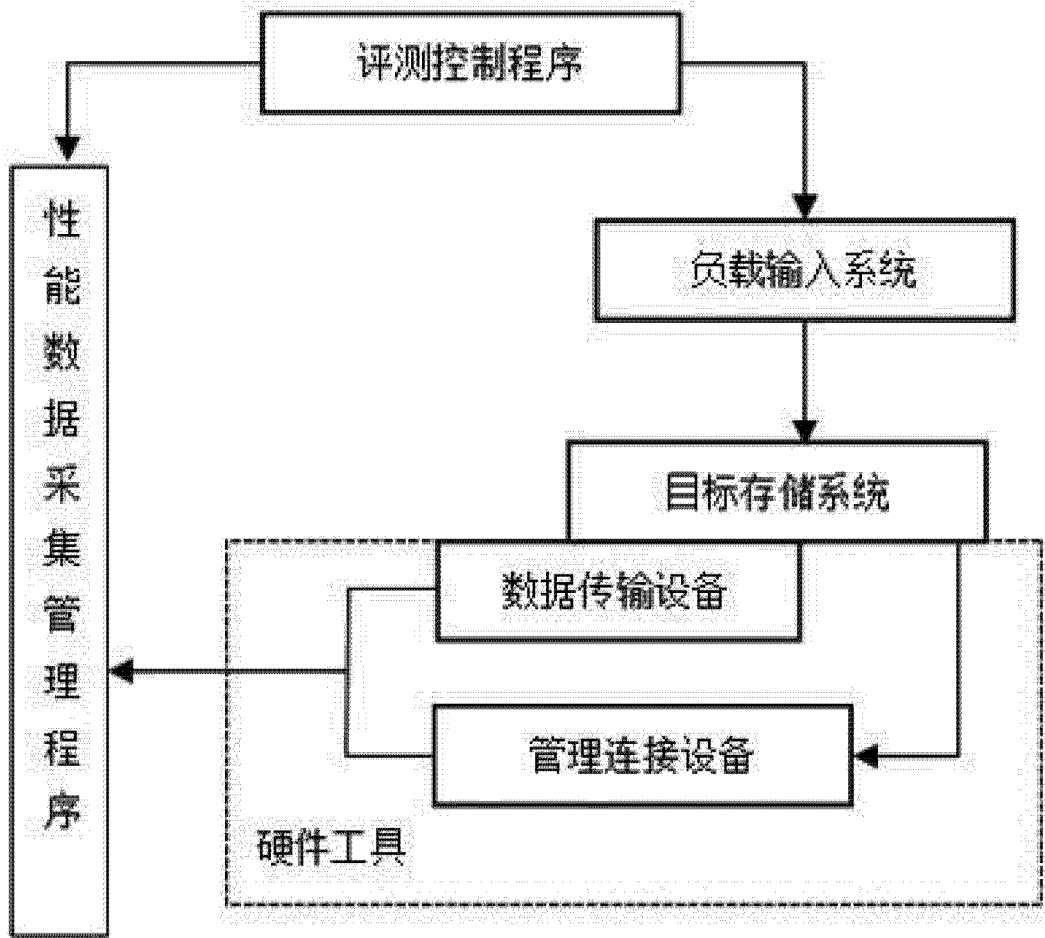 评测控制程序
性能数据采集管理程序
负载输入系统
目标存储系统
数据传输设备
管理连接设备
硬件工具